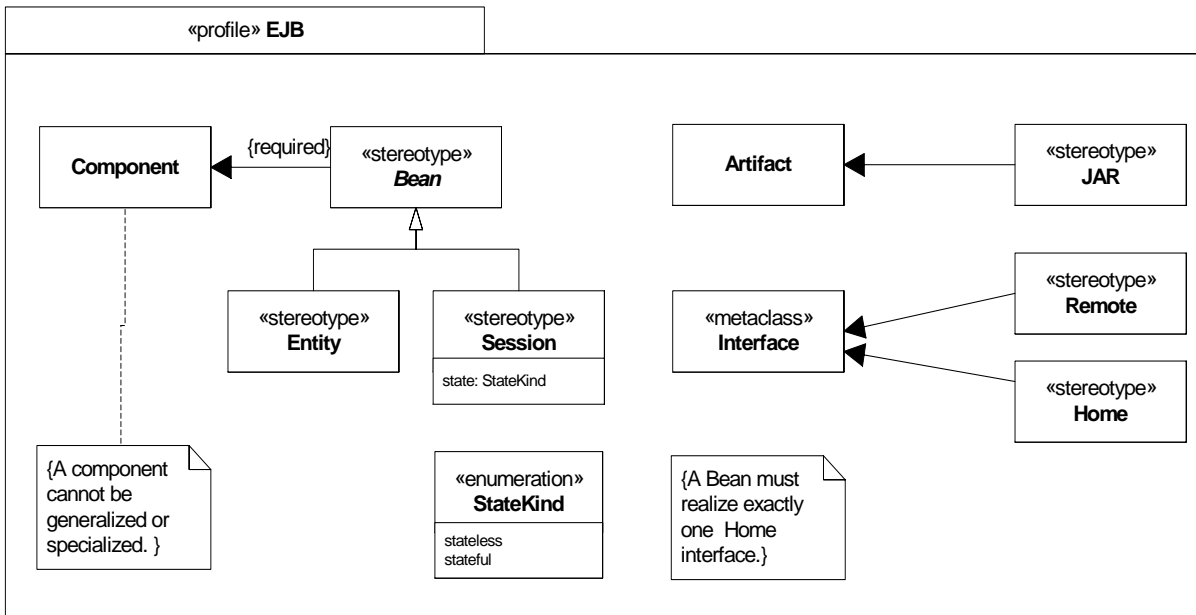 «profile» EJB
Component
{required}
«stereotype»
Bean
Artifact
«stereotype»
JAR
«stereotype»
Entity
«stereotype»
Session
state: StateKind
«metaclass»
Interface
«stereotype»
Remote
«stereotype»
Home
{A component
cannot be
generalized or
specialized. }
«enumeration»
StateKind
stateless
stateful
{A Bean must
realize exactly
one Home
interface.}